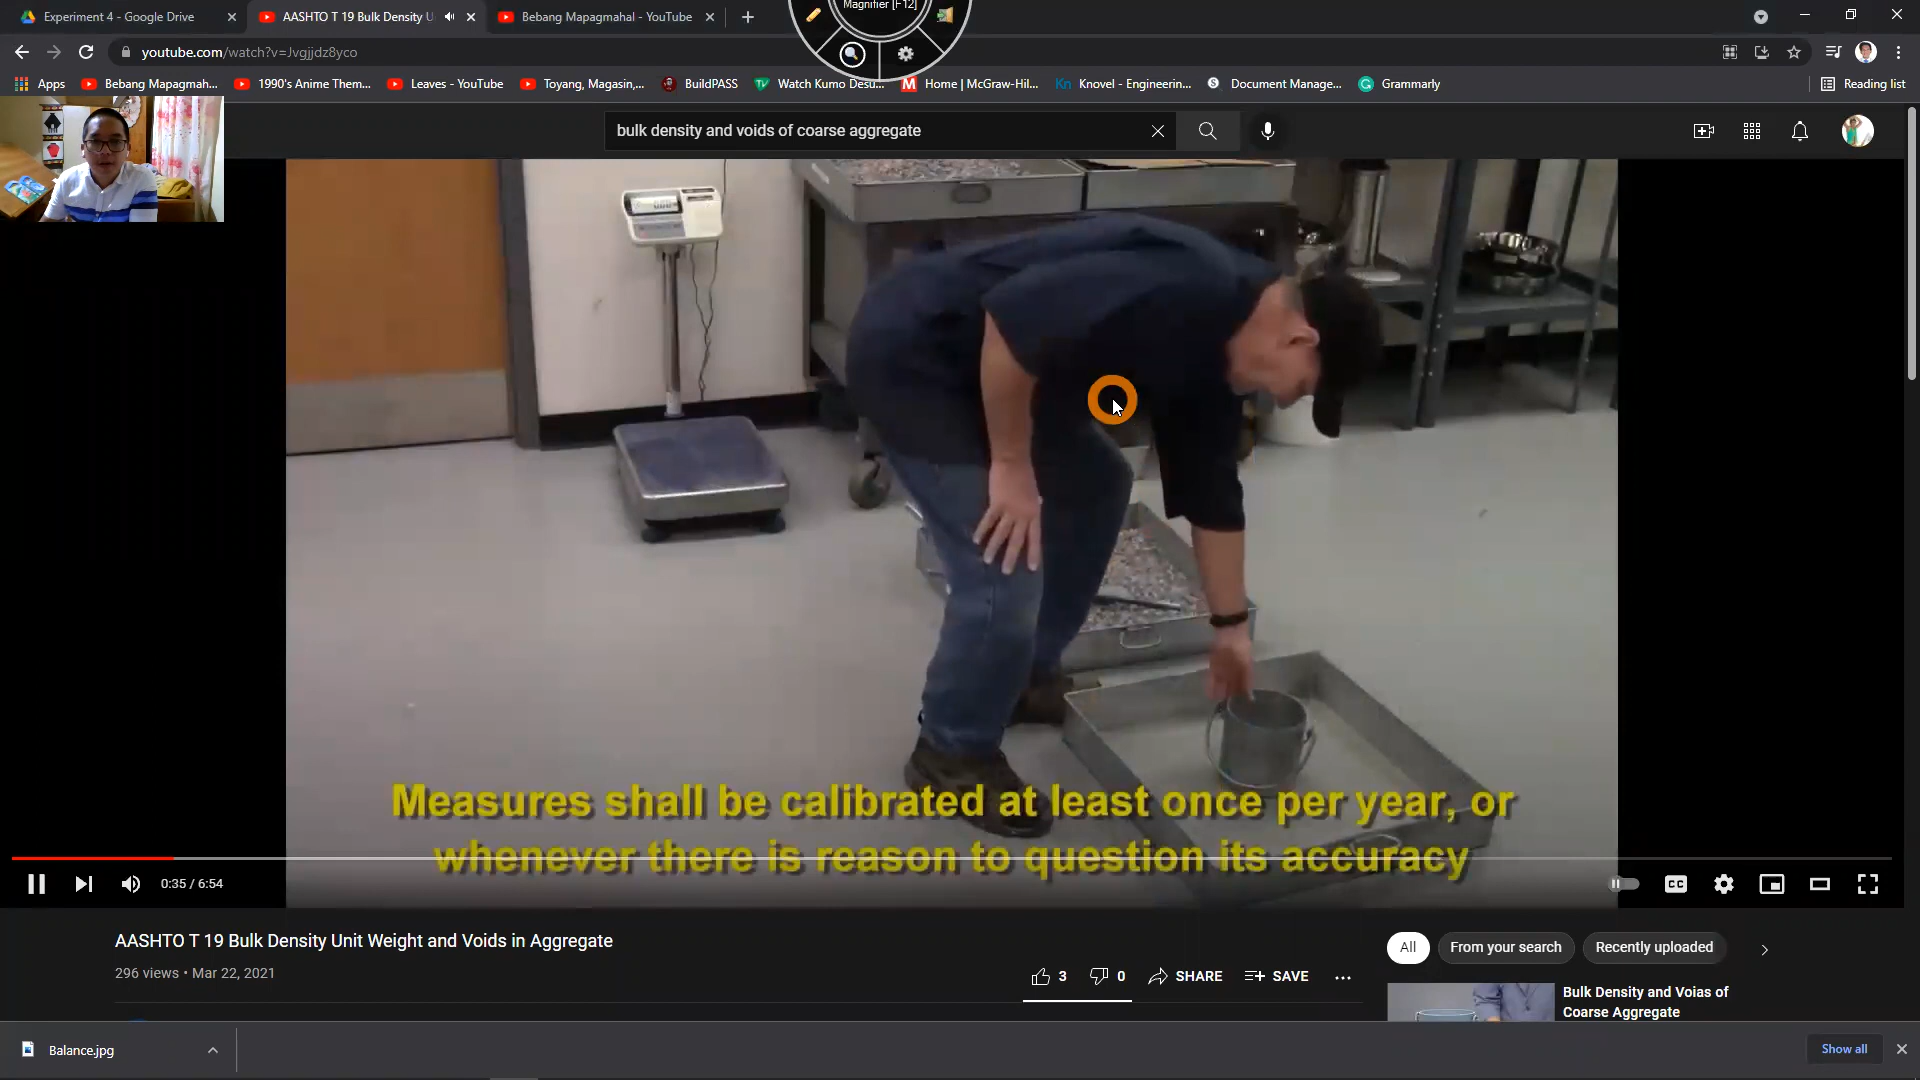 Magnifier [F12]
Experiment 4 - Google Drive
AASHTO T 19 Bulk Density U
Bebang Mapagmahal - YouTube
youtube.com/watch?v=Jvgjjdz8yco
Apps
Bebang Mapagmah...
1990's Anime Them...
Leaves - YouTube
Toyang, Magasin,...
BuildPASS
Watch Kumo Desu...
Home | McGraw-Hil...
Knovel - Engineerin...
Document Manage...
Grammarly
Reading list
bulk density and voids of coarse aggregate
Measures shall be calibrated at least once per year, or
whenever there is reason to question its accuracy
0:35 / 6:54
AASHTO T 19 Bulk Density Unit Weight and Voids in Aggregate
296 views • Mar 22, 2021
3
0
SHARE
SAVE
All
From your search
Recently uploaded
Bulk Density and Voias of
Coarse Aggregate
Balance.jpg
Show all